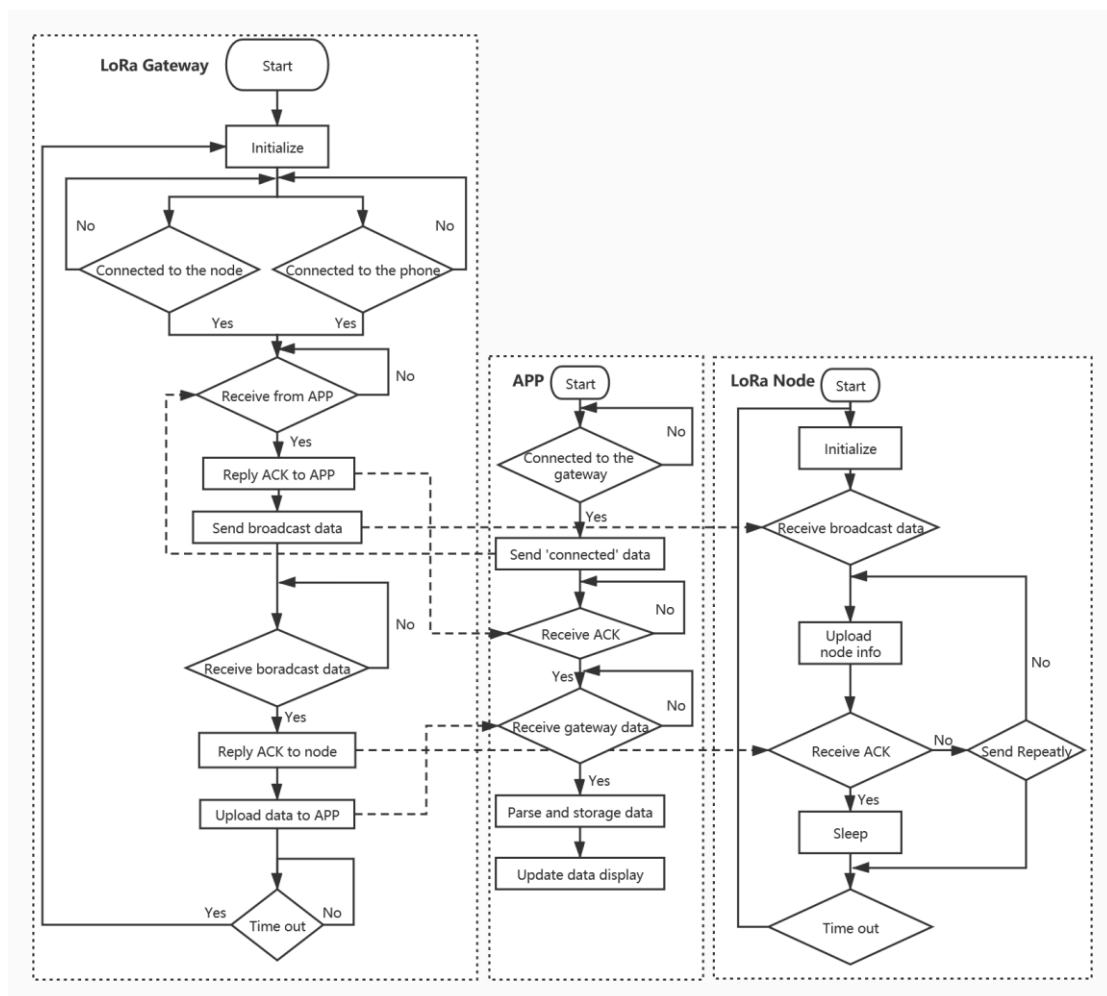 LoRa Gateway
Start
Initialize
No
No
Connected to the node
Connected to the phone
Yes
Yes
No
Receive from APP
Yes
Reply ACK to APP
Send broadcast data
No
Receive boradcast data
Yes
Reply ACK to node
Upload data to APP
Yes
No
Time out
APP
Start
No
Connected to the
gateway
Yes
Send 'connected' data
No
Receive ACK
Yes
No
Receive gateway data
Yes
Parse and storage data
Update data display
LoRa Node
Start
Initialize
Receive broadcast data
Upload
node info
No
Receive ACK
No
Send Repeatly
Yes
Sleep
Time out